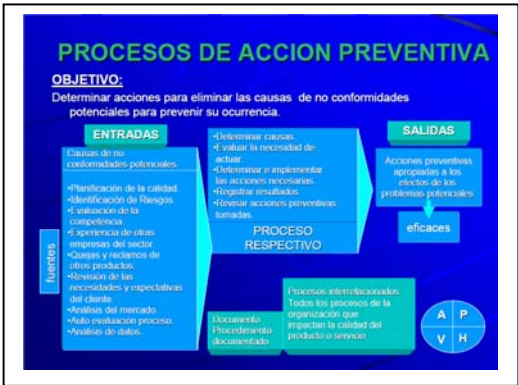 PROCESOS DE ACCION PREVENTIVA
OBJETIVO:
Determinar acciones para eliminar las causas de no conformidades
potenciales para prevenir su ocurrencia.
ENTRADAS
Causas de no
conformidades potenciales
•Planificación de la calidad.
•Identificación de Riesgos.
•Evaluación de la
competencia.
•Experiencia de otras
empresas del sector.
•Quejas y reclamos de
otros productos.
•Revisión de las
necesidades y expectativas
del cliente.
•Análisis del mercado.
•Auto evaluación proceso.
•Análisis de datos.
fuentes
•Determinar causas.
•Evaluar la necesidad de
actuar.
•Determinar e implementar
las acciones necesarias.
•Registrar resultados.
•Revisar acciones preventivas
tomadas.
PROCESO
RESPECTIVO
SALIDAS
Acciones preventivas
apropiadas a los
efectos de los
problemas potenciales.
eficaces
Documento
Procedimiento
documentado
Procesos interrelacionados
Todos los procesos de la
organización que
impactan la calidad del
producto o servicio
A P
V H